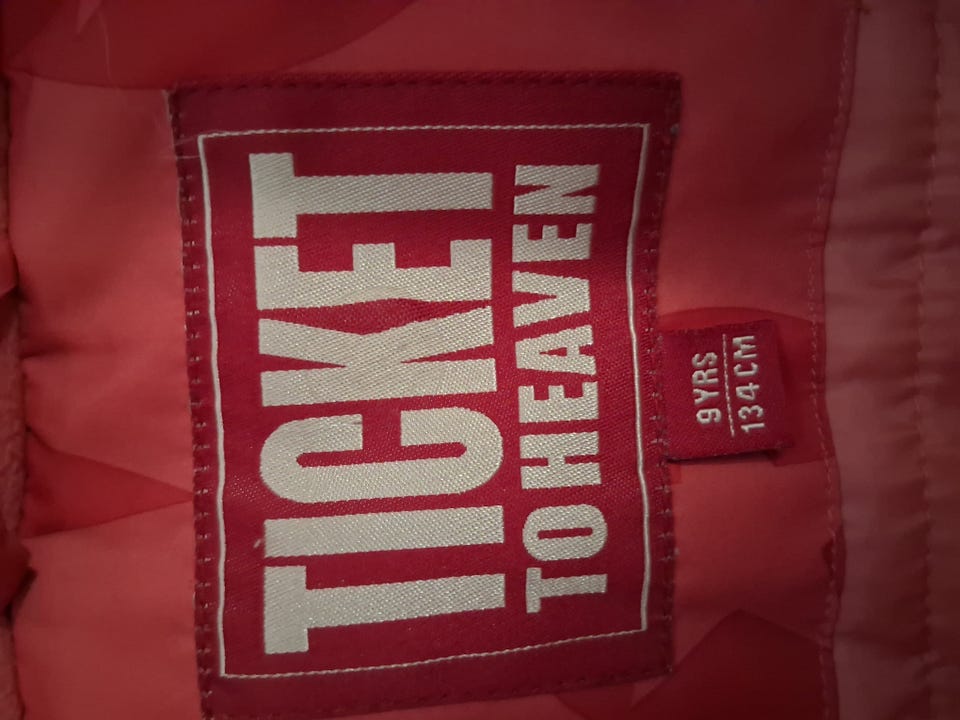 TICKET
TO HEAVEN
9 YRS
134 CM